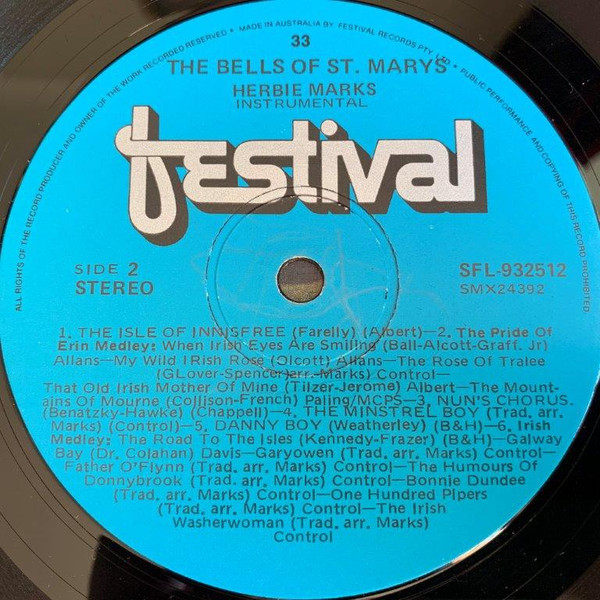 ALL RIGHTS OF THE RECORD PRODUCER AND OWNER OF THE WORK RECORDED RESERVED • MADE IN AUSTRALIA BY FESTIVAL RECORDS PTY. LTD. • PUBLIC PERFORMANCE AND COPYING OF THIS RECORD PROHIBITED.
33
THE BELLS OF ST. MARYS
HERBIE MARKS
INSTRUMENTAL
festival
SIDE 2
STEREO
SFL-932512
SMX24392
1. THE ISLE OF INNISFREE (Farelly) (Albert)—2. The Pride Of
Erin Medley: When Irish Eyes Are Smiling (Ball-Alcott-Graff. Jr)
Allans—My Wild IRish Rose (Olcott) Allans—The Rose Of Tralee
(GLover-Spencer—arr. Marks) Control—
That Old Irish Mother Of Mine (Tilzer-Jerome) Albert—The Mount-
ains Of Mourne (Collison-French) Paling/MCPS—3. NUN'S CHORUS.
(Benatzky-Hawke) (Chappell)—4. THE MINSTREL BOY (Trad. arr.
Marks) (Control)—5. DANNY BOY (Weatherley) (B&H)—6. Irish
Medley: The Road To The Isles (Kennedy-Frazer) (B&H)—Galway
Bay (Dr. Colahan) Davis—Garyowen (Trad. arr. Marks) Control—
Father O'Flynn (Trad. arr. Marks) Control—The Humours Of
Donnybrook (Trad. arr. Marks) Control—Bonnie Dundee
(Trad. arr. Marks) Control—One Hundred Pipers
(Trad. arr. Marks) Control—The Irish
Washerwoman (Trad. arr. Marks)
Control